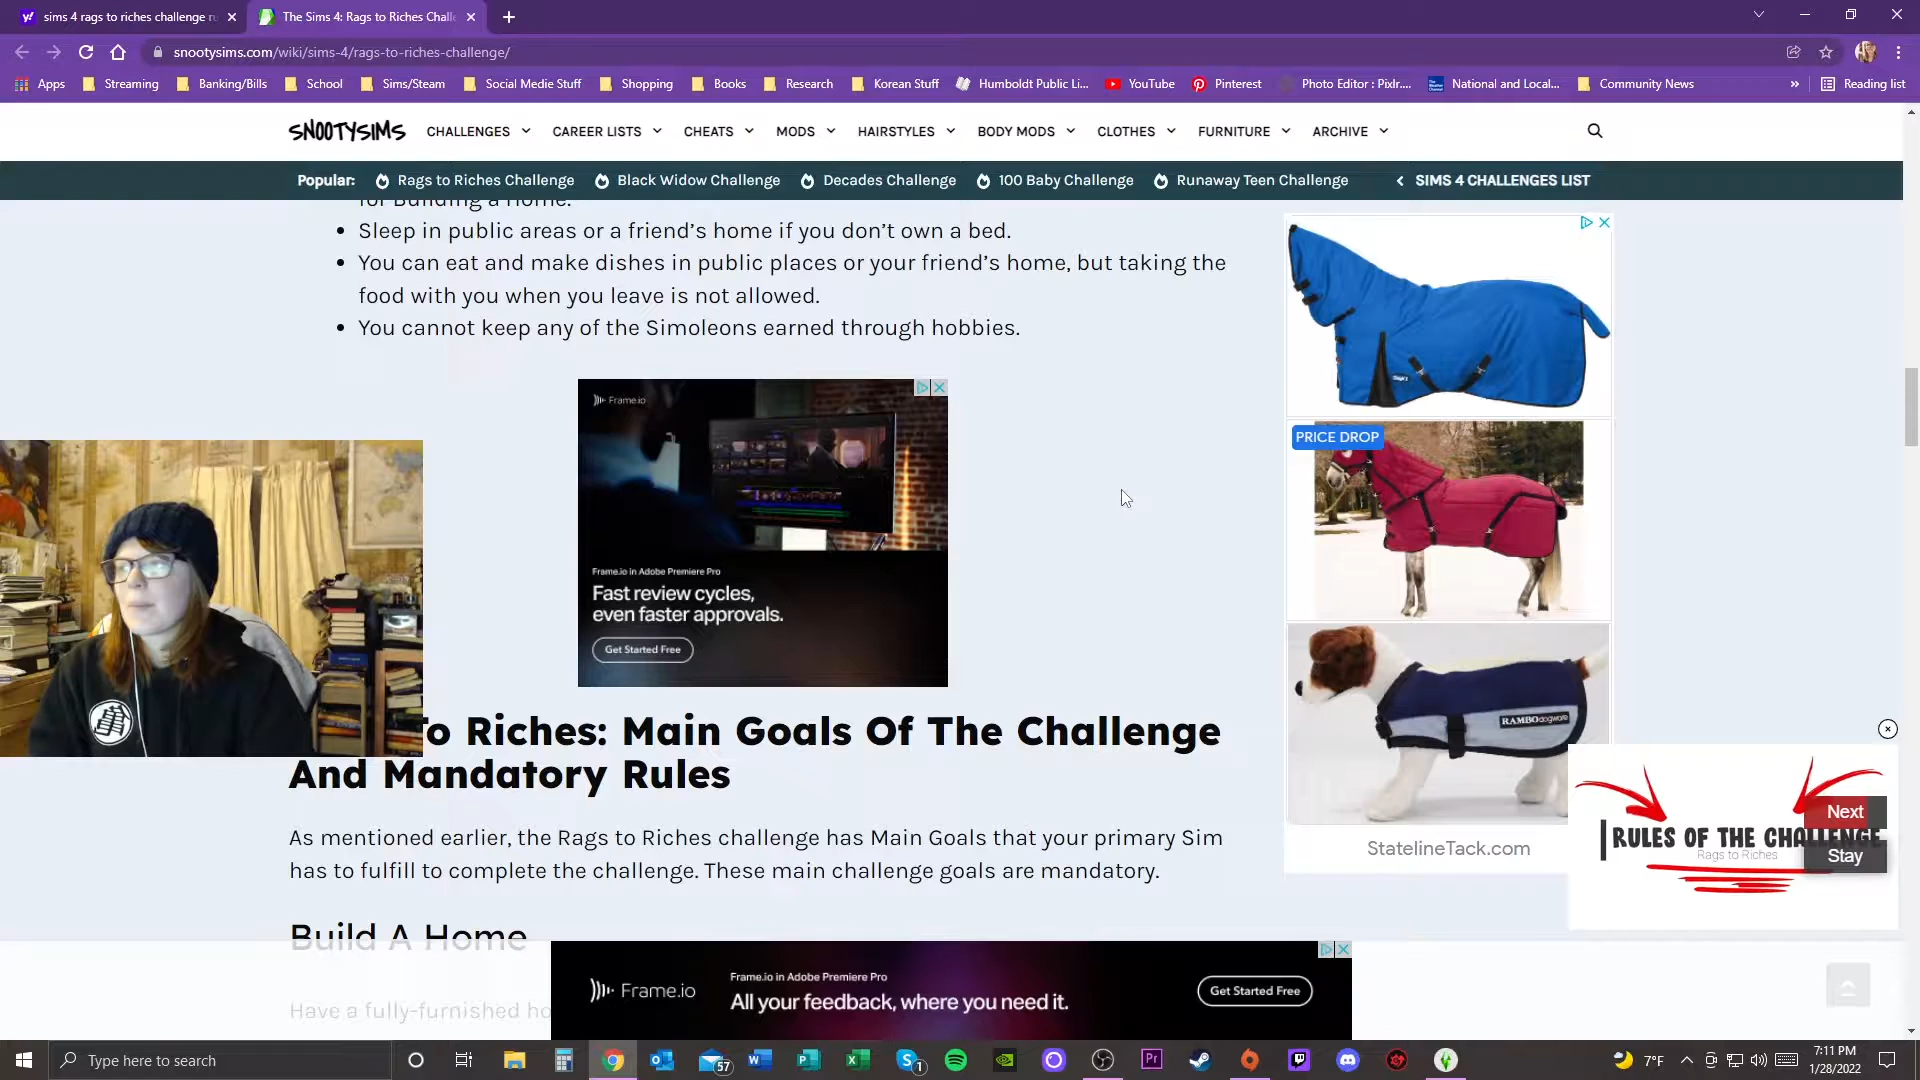 sims 4 rags to riches challenge ru
The Sims 4: Rags to Riches Challe
snootysims.com/wiki/sims-4/rags-to-riches-challenge/
Apps Streaming Banking/Bills School Sims/Steam Social Medie Stuff Shopping Books Research Korean Stuff Humboldt Public Li... YouTube Pinterest Photo Editor : Pixlr.... National and Local... Community News » Reading list
SNOOTYSIMS CHALLENGES CAREER LISTS CHEATS MODS HAIRSTYLES BODY MODS CLOTHES FURNITURE ARCHIVE
Popular: Rags to Riches Challenge Black Widow Challenge Decades Challenge 100 Baby Challenge Runaway Teen Challenge SIMS 4 CHALLENGES LIST
for Building a Home.
• Sleep in public areas or a friend's home if you don't own a bed.
• You can eat and make dishes in public places or your friend's home, but taking the
food with you when you leave is not allowed.
• You cannot keep any of the Simoleons earned through hobbies.
Frame.io
Frame.io in Adobe Premiere Pro
Fast review cycles,
even faster approvals.
Get Started Free
PRICE DROP
RAMBO dogware
StatelineTack.com
To Riches: Main Goals Of The Challenge
And Mandatory Rules
As mentioned earlier, the Rags to Riches challenge has Main Goals that your primary Sim
has to fulfill to complete the challenge. These main challenge goals are mandatory.
Next
RULES OF THE CHALLENGE
Rags to Riches
Stay
Build A Home
Have a fully-furnished ho
Frame.io
Frame.io in Adobe Premiere Pro
All your feedback, where you need it.
Get Started Free
Type here to search
57
1
7°F
7:11 PM
1/28/2022